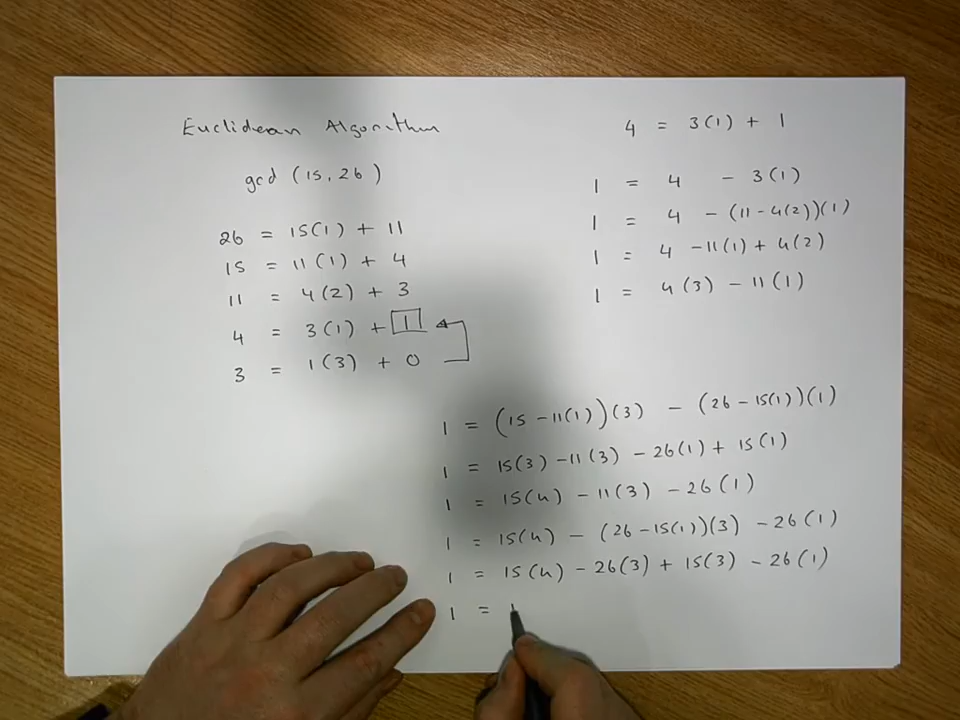 Euclidean Algorithm
gcd (15, 26)
26 = 15(1) + 11
15 = 11(1) + 4
11 = 4(2) + 3
4 = 3(1) + 1
3 = 1(3) + 0
4 = 3(1) + 1
1 = 4 - 3(1)
1 = 4 - (11 - 4(2))(1)
1 = 4 - 11(1) + 4(2)
1 = 4(3) - 11(1)
1 = (15 - 11(1))(3) - (26 - 15(1))(1)
1 = 15(3) - 11(3) - 26(1) + 15(1)
1 = 15(4) - 11(3) - 26(1)
1 = 15(4) - (26 - 15(1))(3) - 26(1)
1 = 15(4) - 26(3) + 15(3) - 26(1)
1 = 1